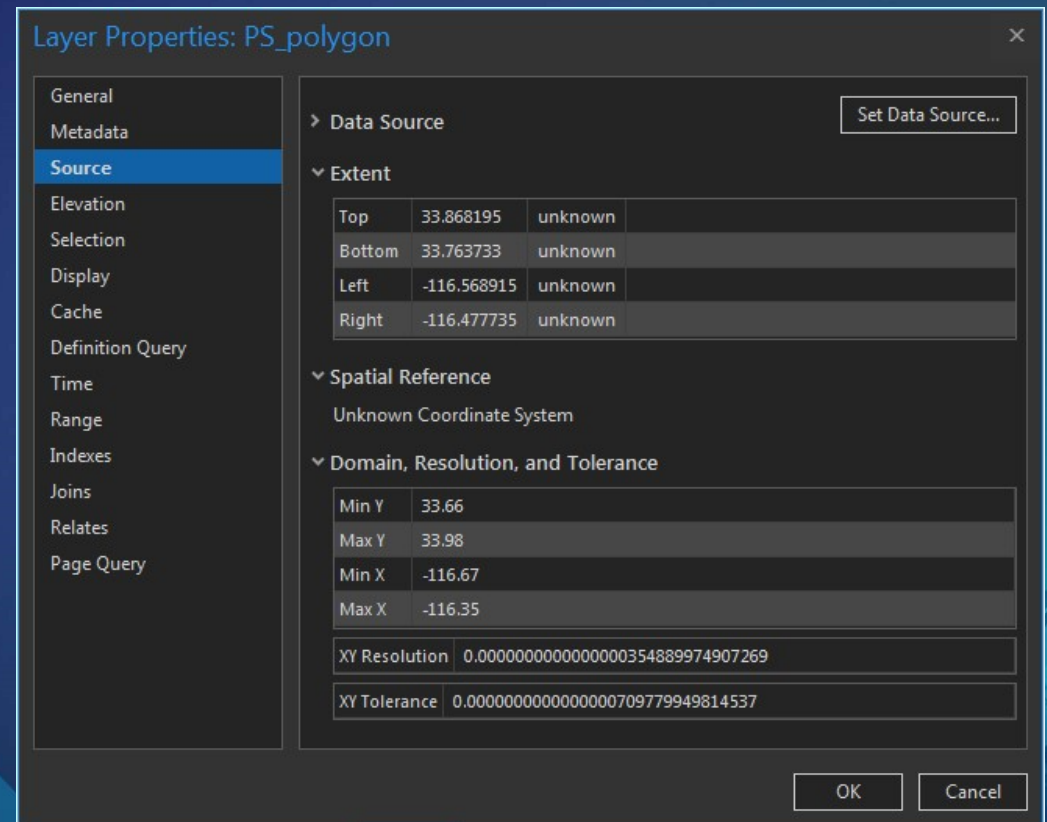 Layer Properties: PS_polygon
General
Metadata
Source
Elevation
Selection
Display
Cache
Definition Query
Time
Range
Indexes
Joins
Relates
Page Query
Data Source
Set Data Source...
Extent
Top 33.868195 unknown
Bottom 33.763733 unknown
Left -116.568915 unknown
Right -116.477735 unknown
Spatial Reference
Unknown Coordinate System
Domain, Resolution, and Tolerance
Min Y 33.66
Max Y 33.98
Min X -116.67
Max X -116.35
XY Resolution 0.0000000000000000354889974907269
XY Tolerance 0.0000000000000000709779949814537
OK Cancel